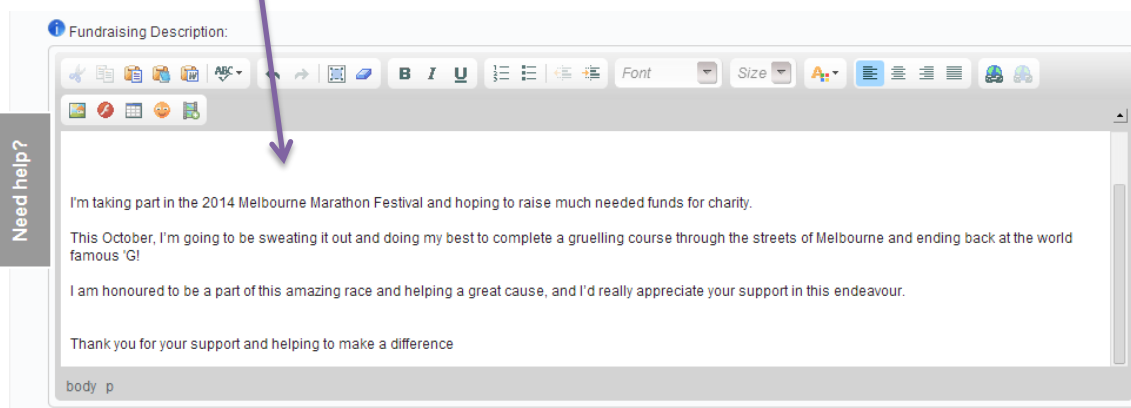 Fundraising Description:
ABC
B I U
Font
Size
A
Need help?
I'm taking part in the 2014 Melbourne Marathon Festival and hoping to raise much needed funds for charity.
This October, I'm going to be sweating it out and doing my best to complete a gruelling course through the streets of Melbourne and ending back at the world
famous 'G!
I am honoured to be a part of this amazing race and helping a great cause, and I'd really appreciate your support in this endeavour.
Thank you for your support and helping to make a difference
body p